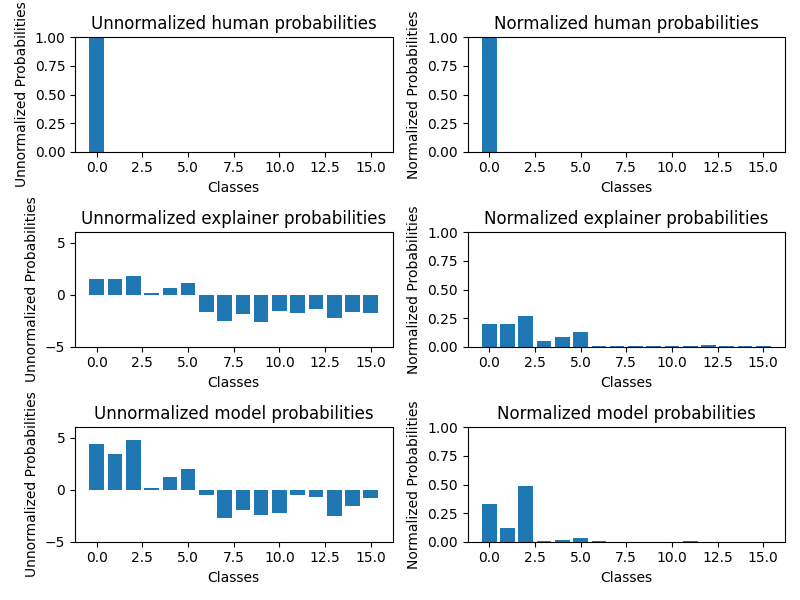 Unnormalized human probabilities
Unnormalized Probabilities
1.00
0.75
0.50
0.25
0.00
0.0 2.5 5.0 7.5 10.0 12.5 15.0
Classes
Normalized human probabilities
Normalized Probabilities
1.00
0.75
0.50
0.25
0.00
0.0 2.5 5.0 7.5 10.0 12.5 15.0
Classes
Unnormalized explainer probabilities
Unnormalized Probabilities
5
0
−5
0.0 2.5 5.0 7.5 10.0 12.5 15.0
Classes
Normalized explainer probabilities
Normalized Probabilities
1.00
0.75
0.50
0.25
0.00
0.0 2.5 5.0 7.5 10.0 12.5 15.0
Classes
Unnormalized model probabilities
Unnormalized Probabilities
5
0
−5
0.0 2.5 5.0 7.5 10.0 12.5 15.0
Classes
Normalized model probabilities
Normalized Probabilities
1.00
0.75
0.50
0.25
0.00
0.0 2.5 5.0 7.5 10.0 12.5 15.0
Classes